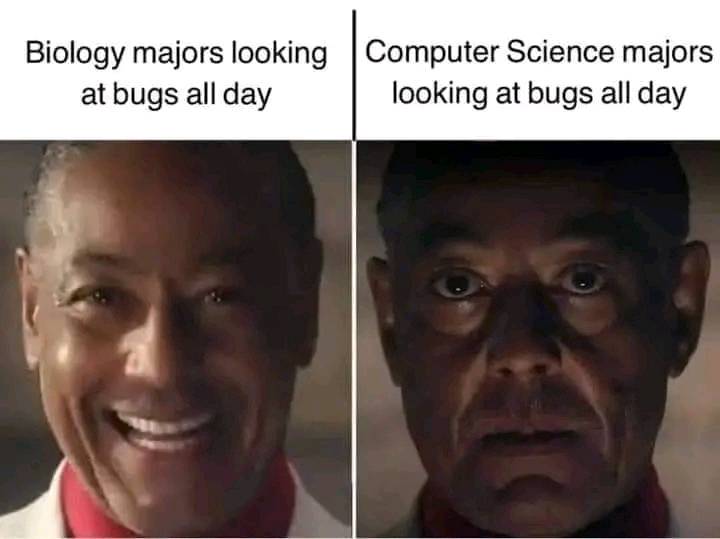 Biology majors looking
at bugs all day
Computer Science majors
looking at bugs all day